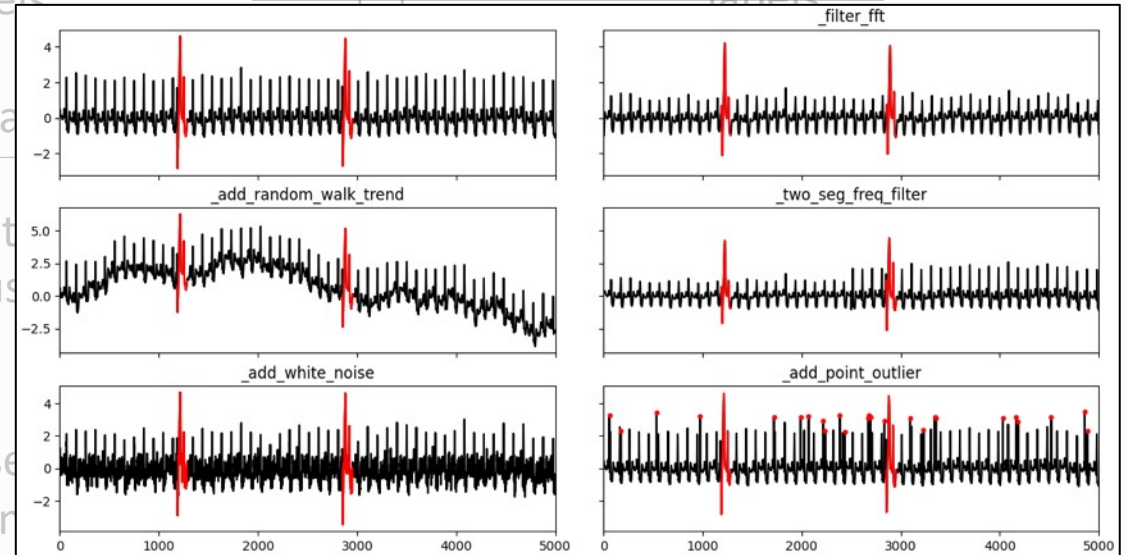 _filter_fft
4
2
0
−2
_add_random_walk_trend
_two_seg_freq_filter
5.0
2.5
0.0
−2.5
_add_white_noise
_add_point_outlier
4
2
0
−2
0 1000 2000 3000 4000 5000
0 1000 2000 3000 4000 5000